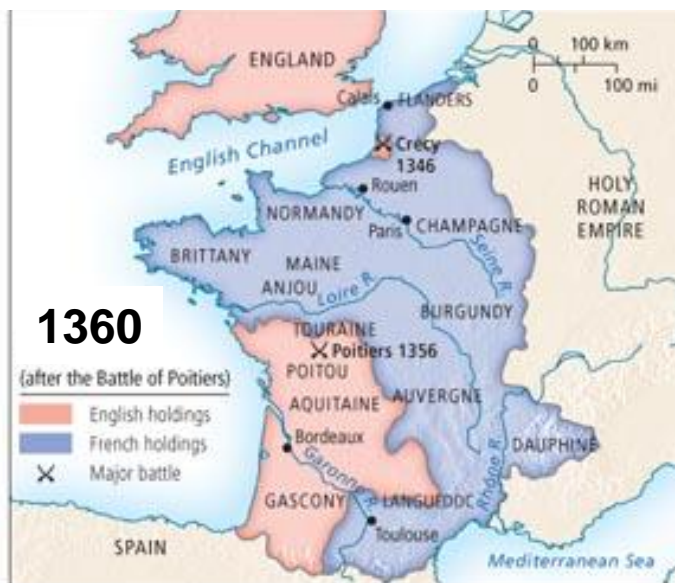 0 100 km
0 100 mi
ENGLAND
Calais
FLANDERS
English Channel
Crécy
1346
Rouen
HOLY
ROMAN
EMPIRE
NORMANDY
Paris
CHAMPAGNE
Seine R.
BRITTANY
MAINE
ANJOU
Loire R.
BURGUNDY
1360
TOURAINE
Poitiers 1356
(after the Battle of Poitiers)
POITOU
English holdings
AQUITAINE
AUVERGNE
French holdings
Bordeaux
DAUPHINE
Major battle
Garonne R.
Rhône R.
GASCONY
LANGUEDOC
Toulouse
SPAIN
Mediterranean Sea